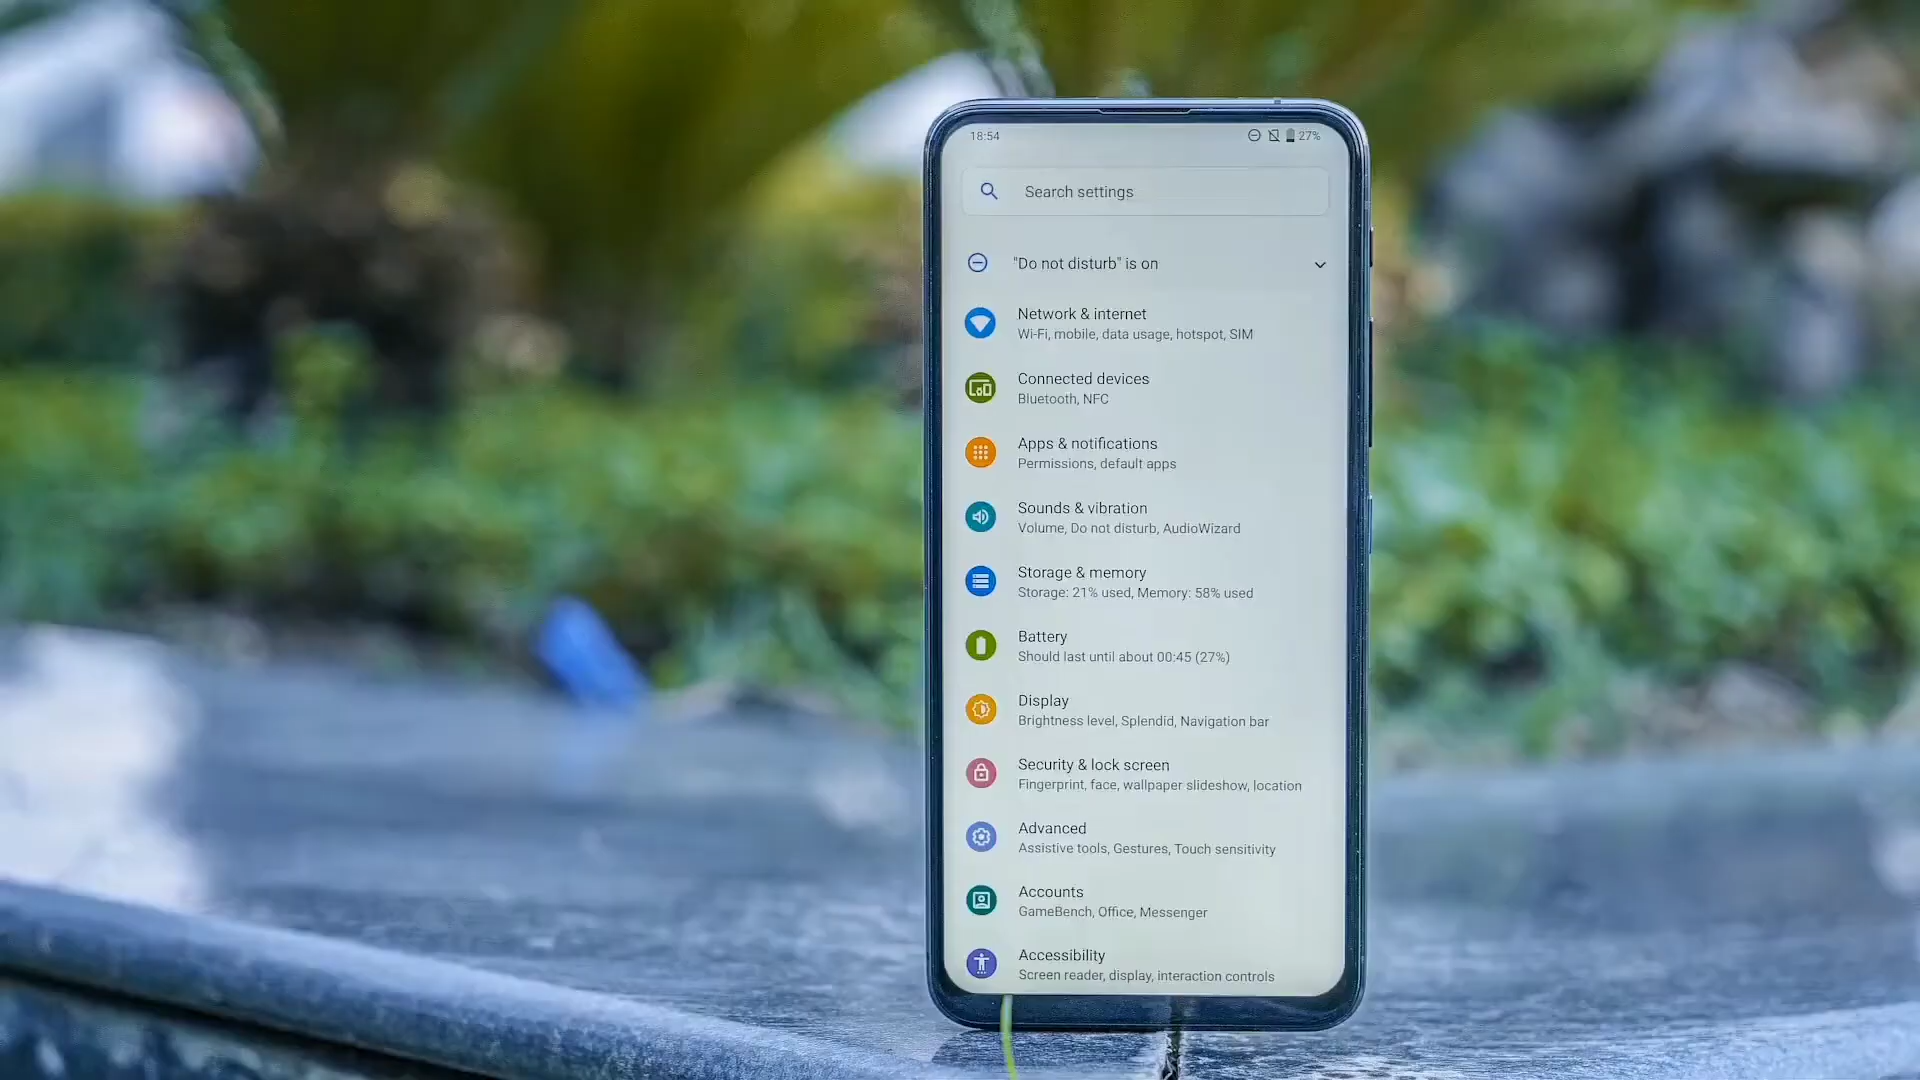 18:54
27%
Search settings
"Do not disturb" is on
Network & internet
Wi-Fi, mobile, data usage, hotspot, SIM
Connected devices
Bluetooth, NFC
Apps & notifications
Permissions, default apps
Sounds & vibration
Volume, Do not disturb, AudioWizard
Storage & memory
Storage: 21% used, Memory: 58% used
Battery
Should last until about 00:45 (27%)
Display
Brightness level, Splendid, Navigation bar
Security & lock screen
Fingerprint, face, wallpaper slideshow, location
Advanced
Assistive tools, Gestures, Touch sensitivity
Accounts
GameBench, Office, Messenger
Accessibility
Screen reader, display, interaction controls